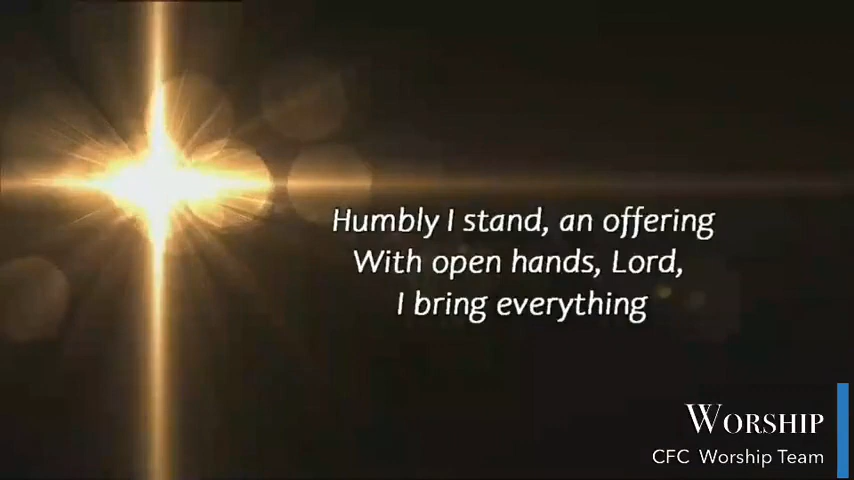 Humbly I stand, an offering
With open hands, Lord,
I bring everything
WORSHIP
CFC Worship Team